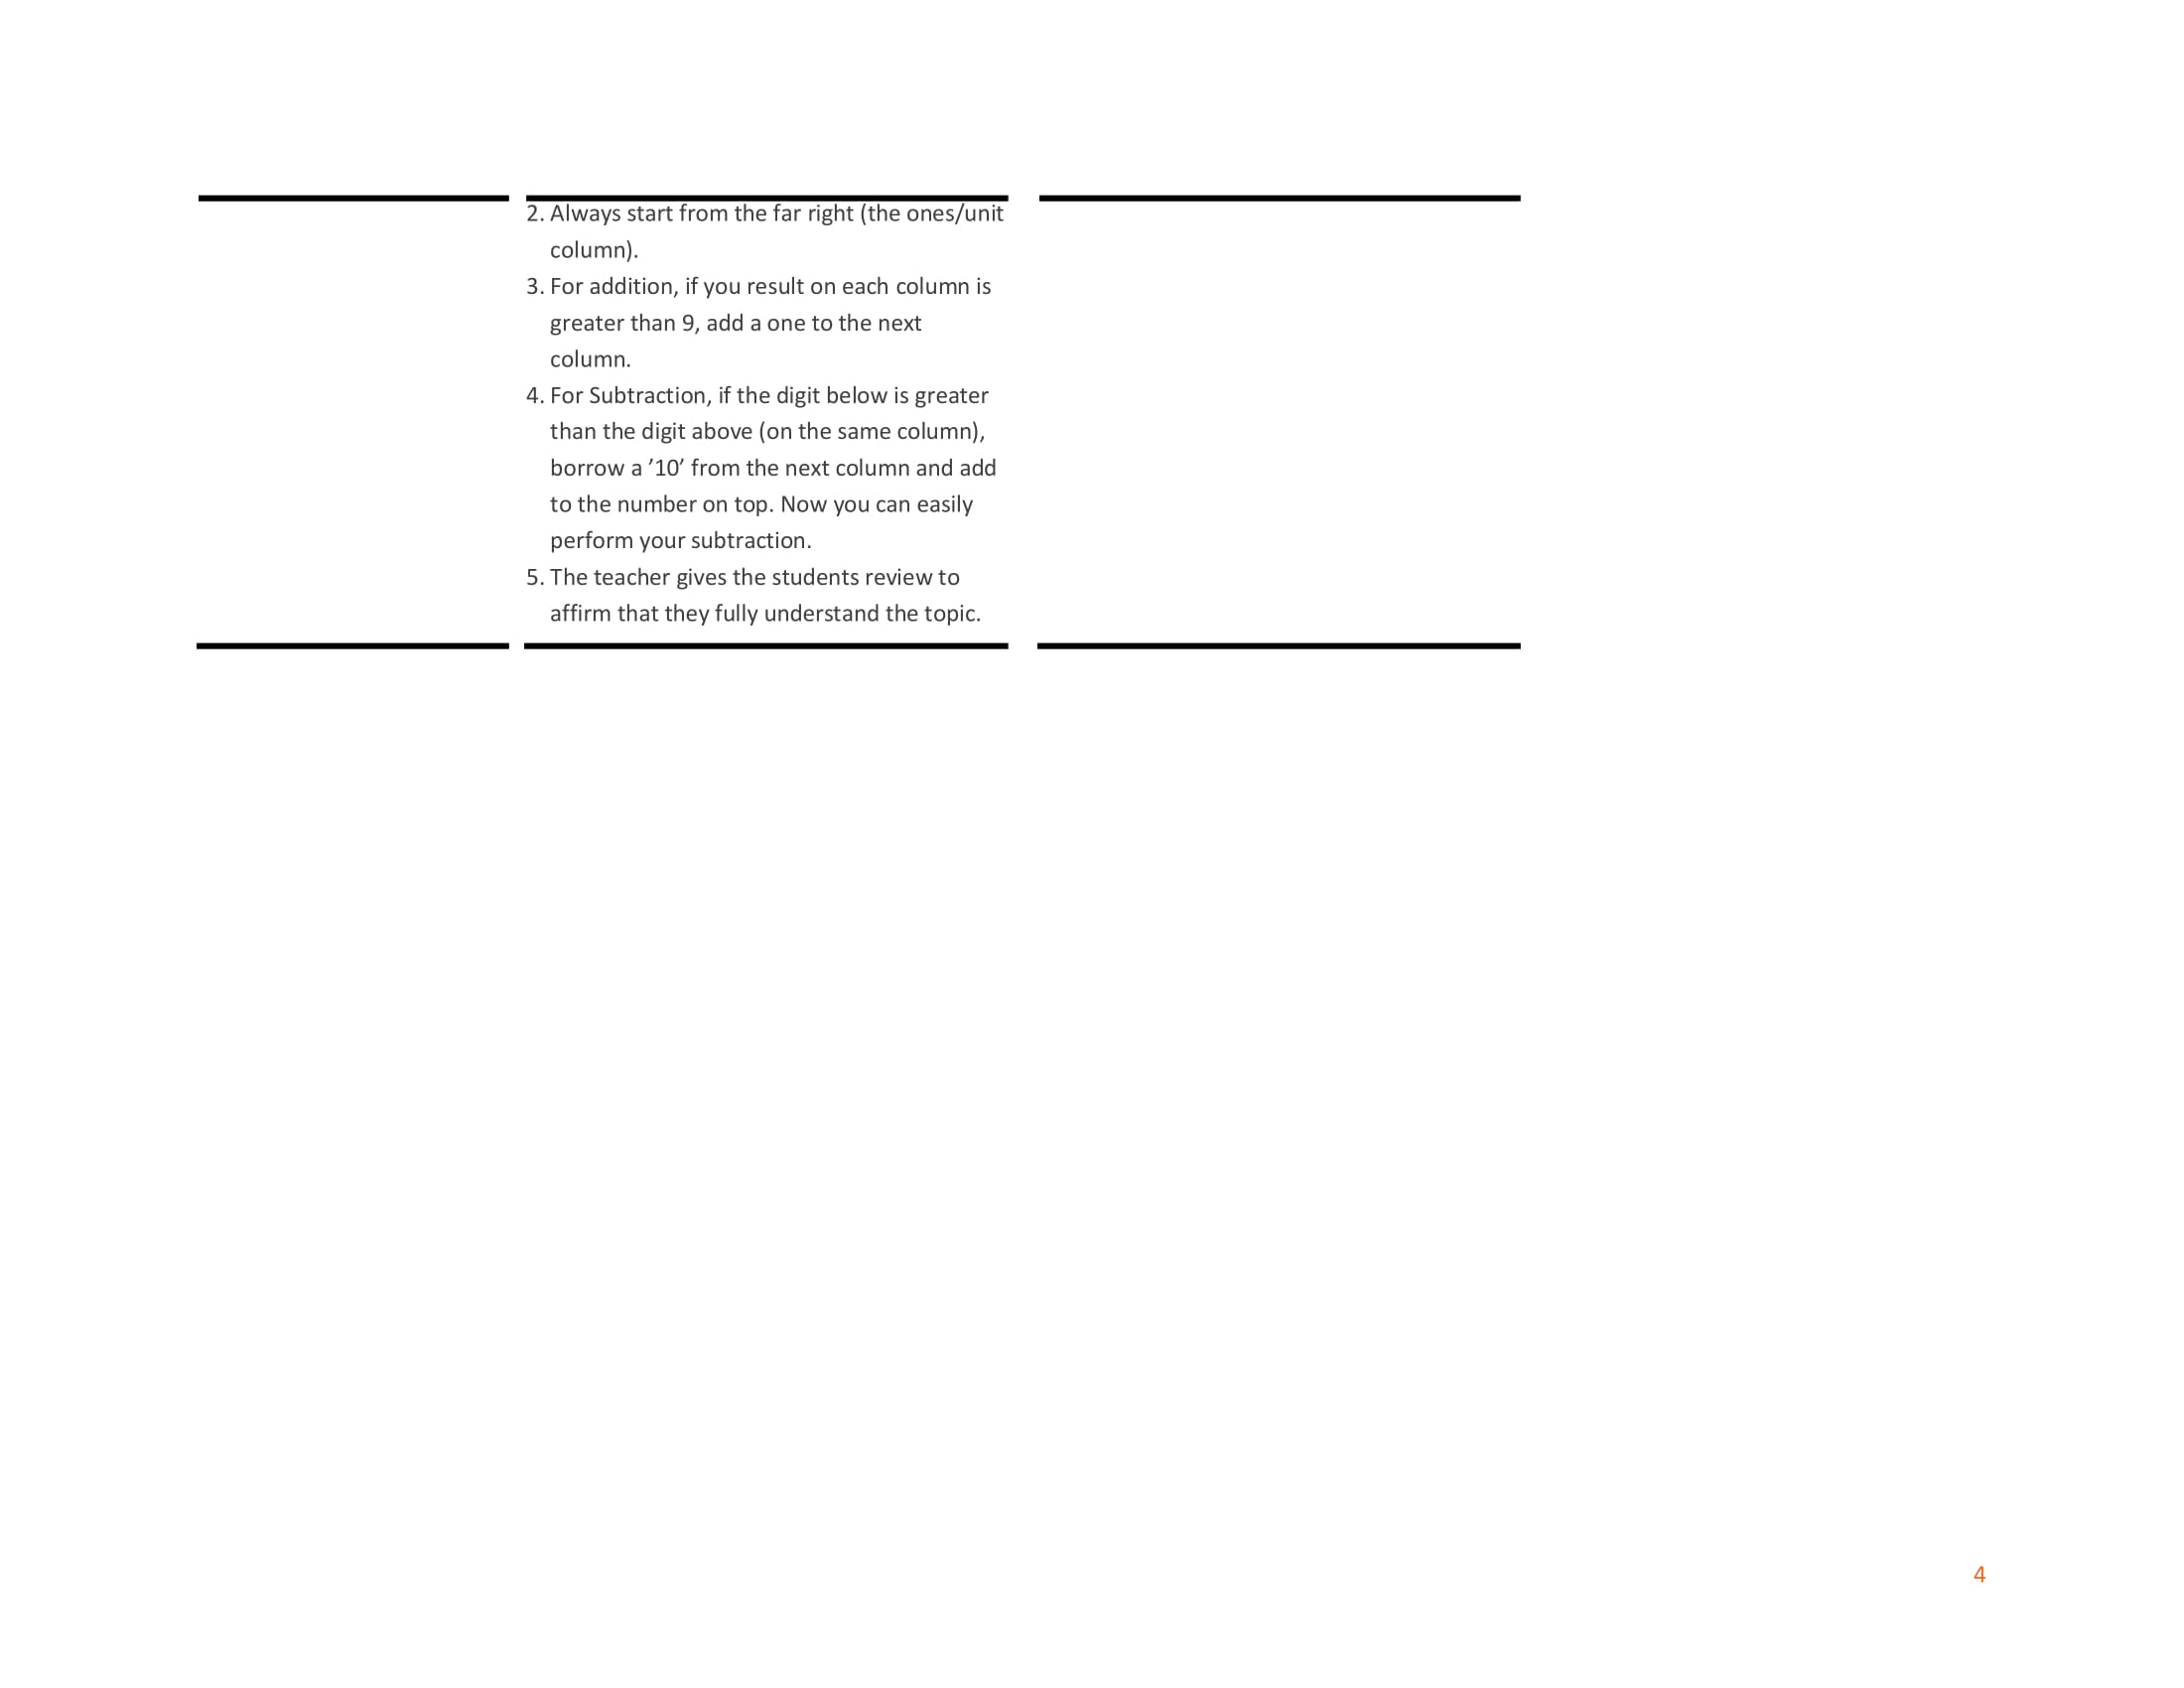 2. Always start from the far right (the ones/unit
column).
3. For addition, if you result on each column is
greater than 9, add a one to the next
column.
4. For Subtraction, if the digit below is greater
than the digit above (on the same column),
borrow a ’10’ from the next column and add
to the number on top. Now you can easily
perform your subtraction.
5. The teacher gives the students review to
affirm that they fully understand the topic.
4